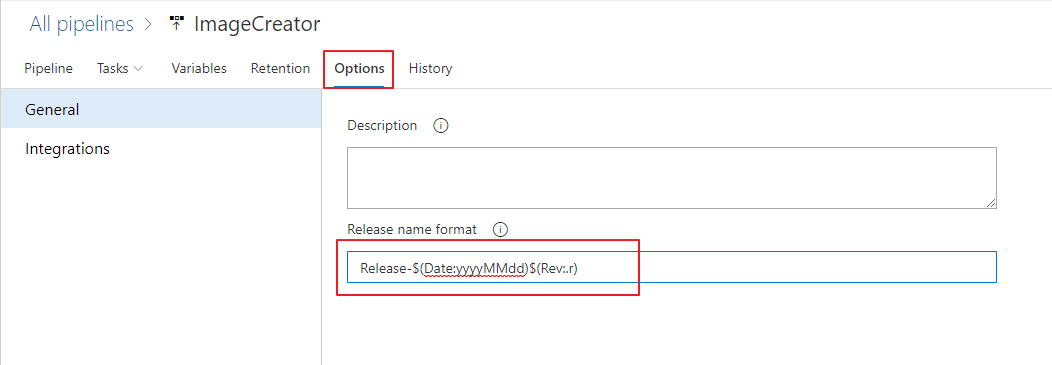 All pipelines > ImageCreator
Pipeline Tasks Variables Retention Options History
General
Integrations
Description
Release name format
Release-$(Date:yyyyMMdd)$(Rev:.r)